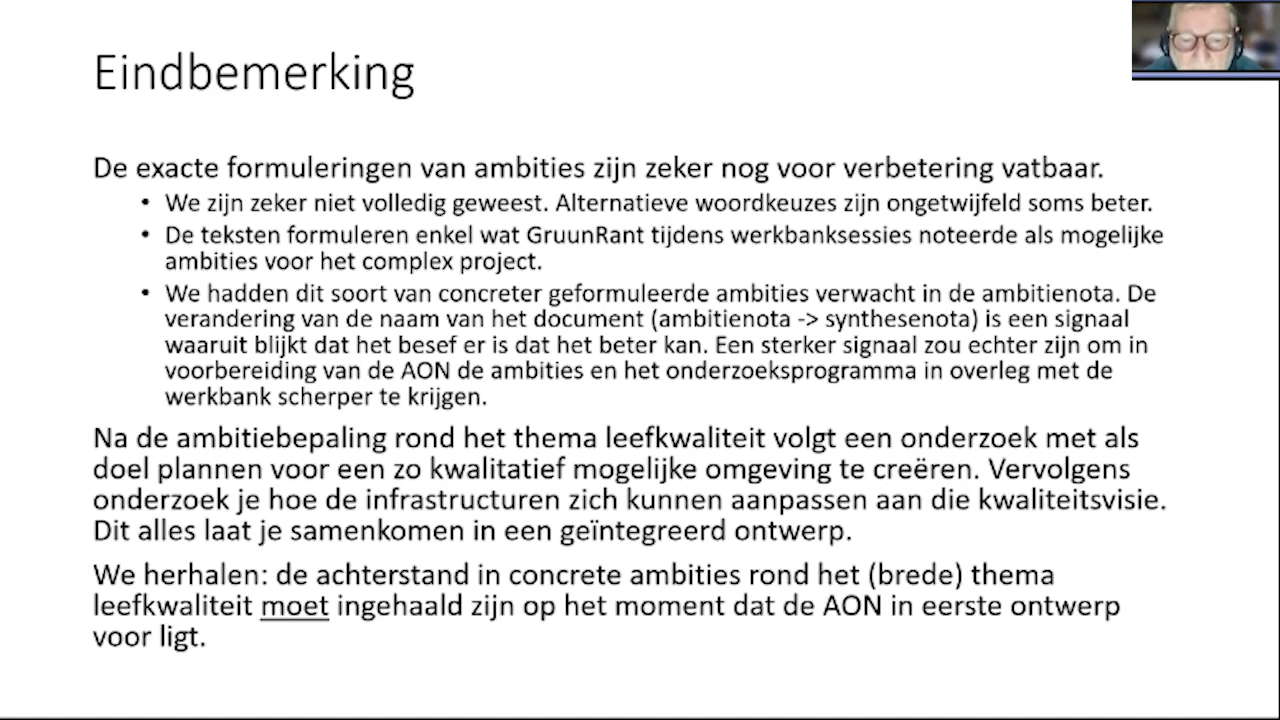 Eindbemerking
De exacte formuleringen van ambities zijn zeker nog voor verbetering vatbaar.
• We zijn zeker niet volledig geweest. Alternatieve woordkeuzes zijn ongetwijfeld soms beter.
• De teksten formuleren enkel wat GruunRant tijdens werkbanksessies noteerde als mogelijke
ambities voor het complex project.
• We hadden dit soort van concreter geformuleerde ambities verwacht in de ambitienota. De
verandering van de naam van het document (ambitienota -> synthesenota) is een signaal
waaruit blijkt dat het besef er is dat het beter kan. Een sterker signaal zou echter zijn om in
voorbereiding van de AON de ambities en het onderzoeksprogramma in overleg met de
werkbank scherper te krijgen.
Na de ambitiebepaling rond het thema leefkwaliteit volgt een onderzoek met als
doel plannen voor een zo kwalitatief mogelijke omgeving te creëren. Vervolgens
onderzoek je hoe de infrastructuren zich kunnen aanpassen aan die kwaliteitsvisie.
Dit alles laat je samenkomen in een geïntegreerd ontwerp.
We herhalen: de achterstand in concrete ambities rond het (brede) thema
leefkwaliteit moet ingehaald zijn op het moment dat de AON in eerste ontwerp
voor ligt.